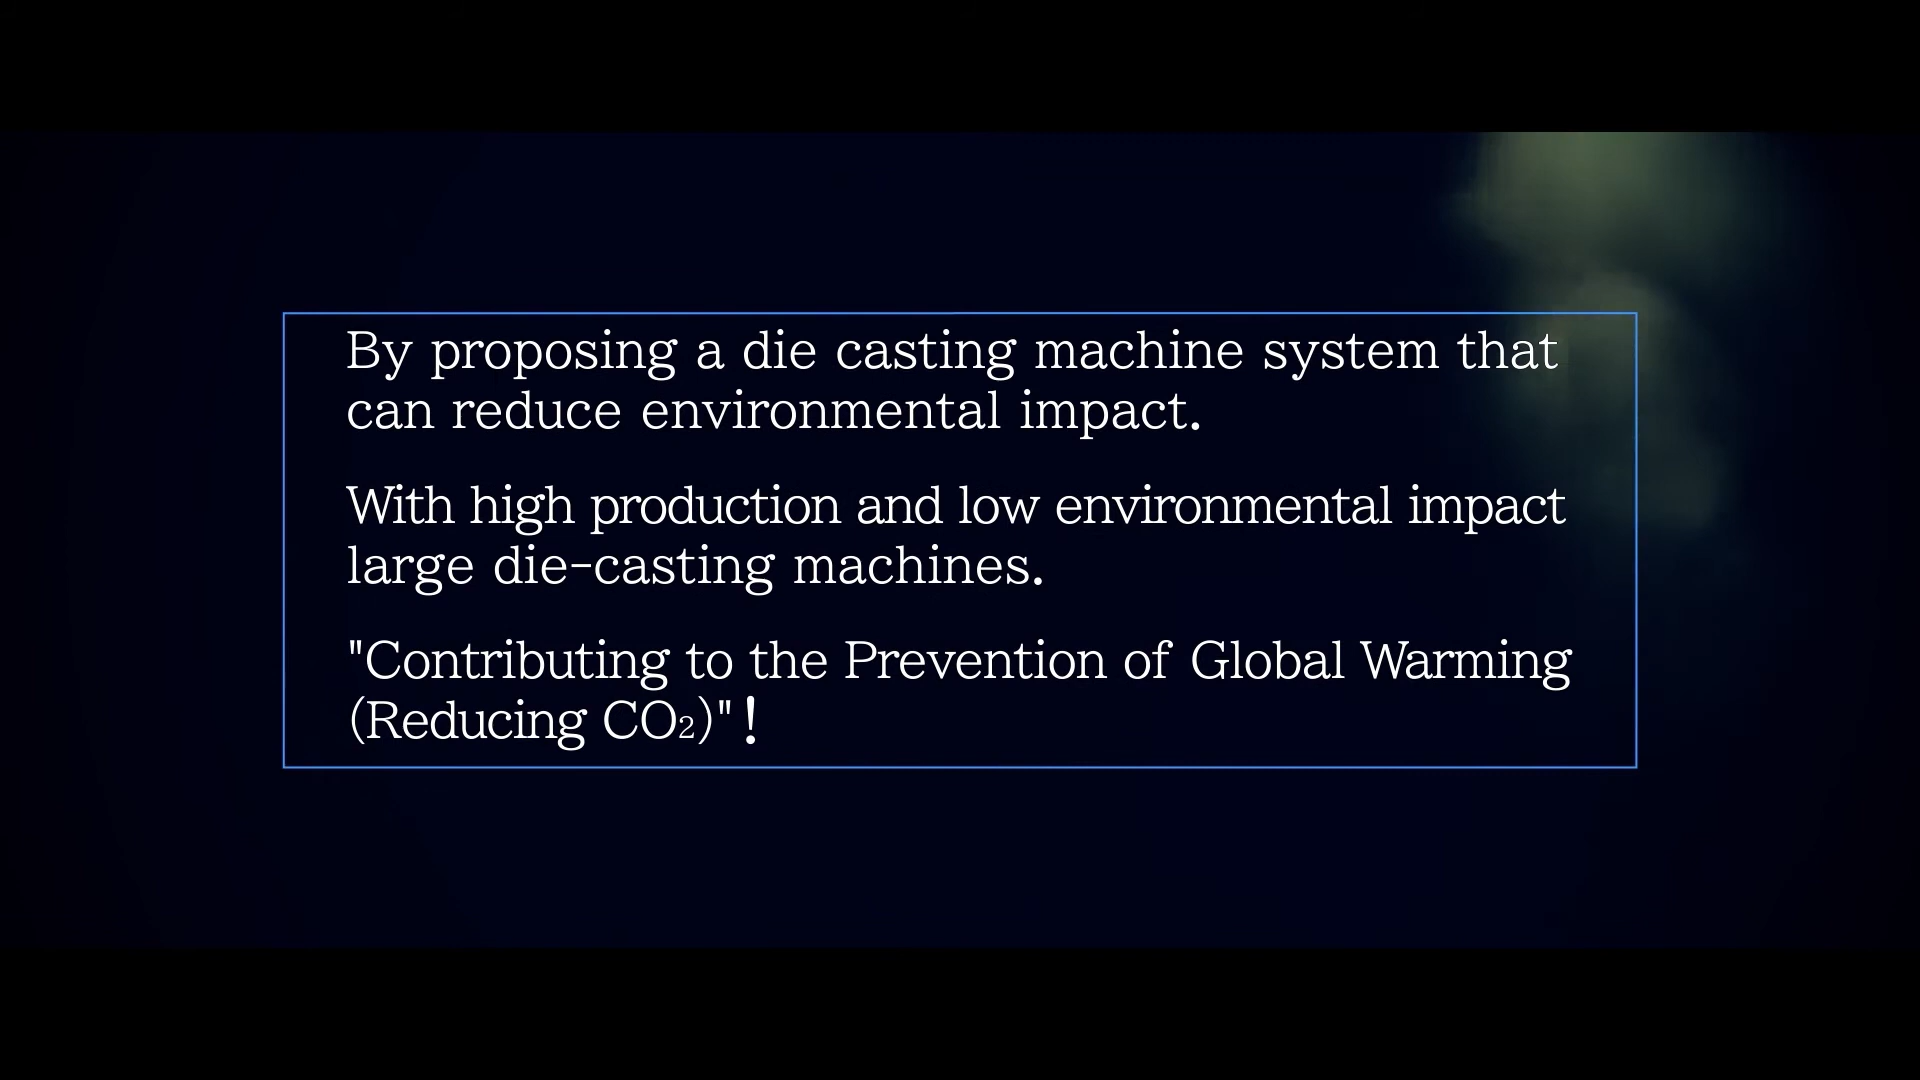 By proposing a die casting machine system that
can reduce environmental impact.
With high production and low environmental impact
large die-casting machines.
"Contributing to the Prevention of Global Warming
(Reducing CO₂)"!